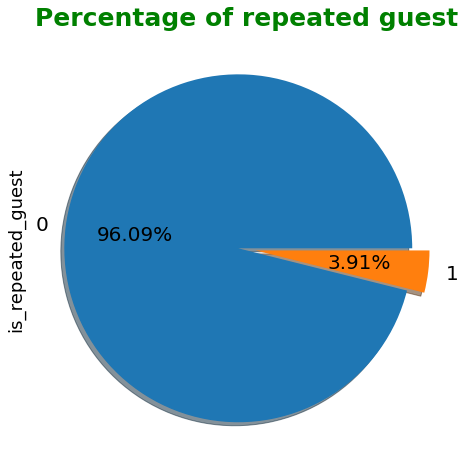 Percentage of repeated guest
is_repeated_guest
0
96.09%
3.91%
1